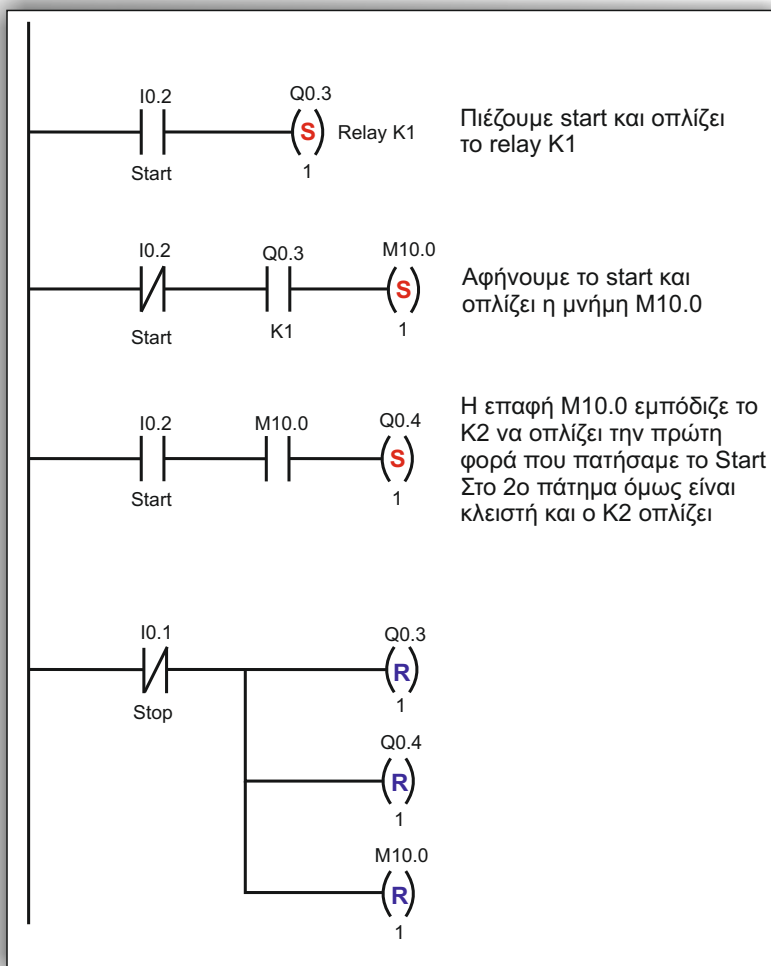 I0.2
Q0.3
S
Relay K1
Start
1
Πιέζουμε start και οπλίζει
το relay K1
I0.2
Q0.3
M10.0
S
Start
K1
1
Αφήνουμε το start και
οπλίζει η μνήμη M10.0
I0.2
M10.0
Q0.4
S
Start
1
Η επαφή M10.0 εμπόδιζε το
K2 να οπλίζει την πρώτη
φορά που πατήσαμε το Start
Στο 2ο πάτημα όμως είναι
κλειστή και ο K2 οπλίζει
I0.1
Q0.3
R
Stop
1
Q0.4
R
1
M10.0
R
1